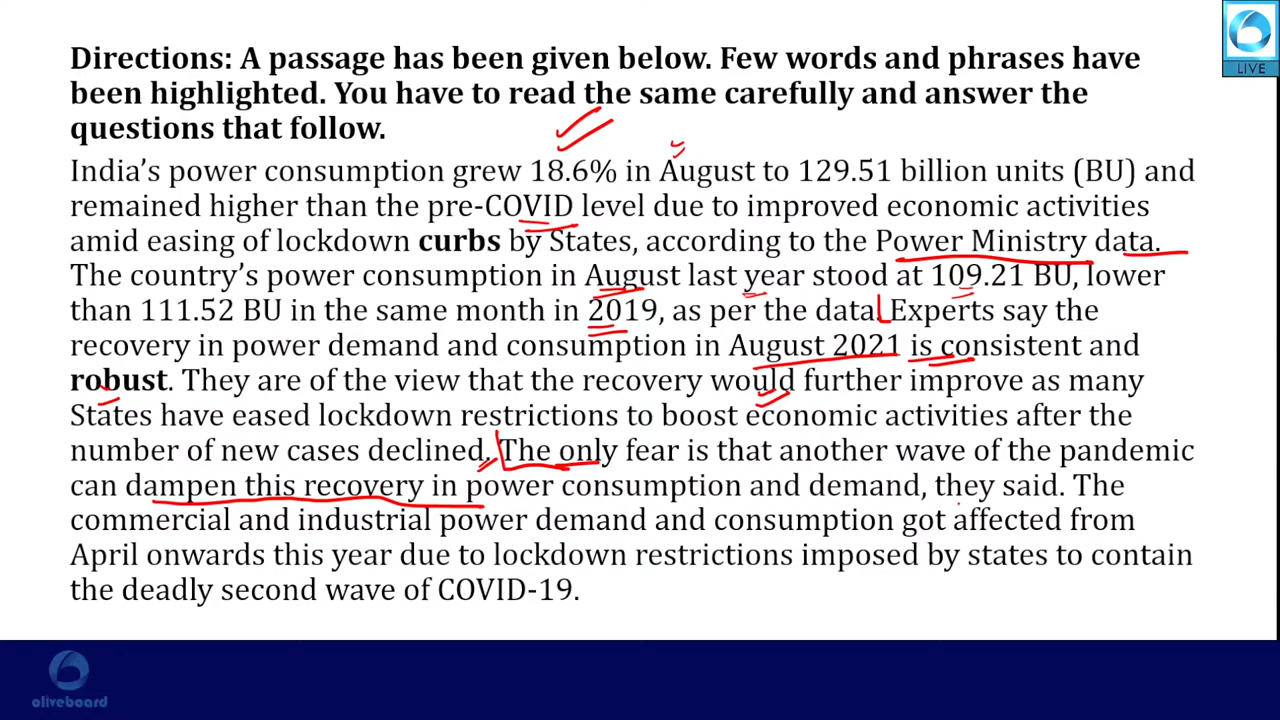 LIVE
Directions: A passage has been given below. Few words and phrases have
been highlighted. You have to read the same carefully and answer the
questions that follow.
India’s power consumption grew 18.6% in August to 129.51 billion units (BU) and
remained higher than the pre-COVID level due to improved economic activities
amid easing of lockdown curbs by States, according to the Power Ministry data.
The country’s power consumption in August last year stood at 109.21 BU, lower
than 111.52 BU in the same month in 2019, as per the data. Experts say the
recovery in power demand and consumption in August 2021 is consistent and
robust. They are of the view that the recovery would further improve as many
States have eased lockdown restrictions to boost economic activities after the
number of new cases declined. The only fear is that another wave of the pandemic
can dampen this recovery in power consumption and demand, they said. The
commercial and industrial power demand and consumption got affected from
April onwards this year due to lockdown restrictions imposed by states to contain
the deadly second wave of COVID-19.
oliveboard